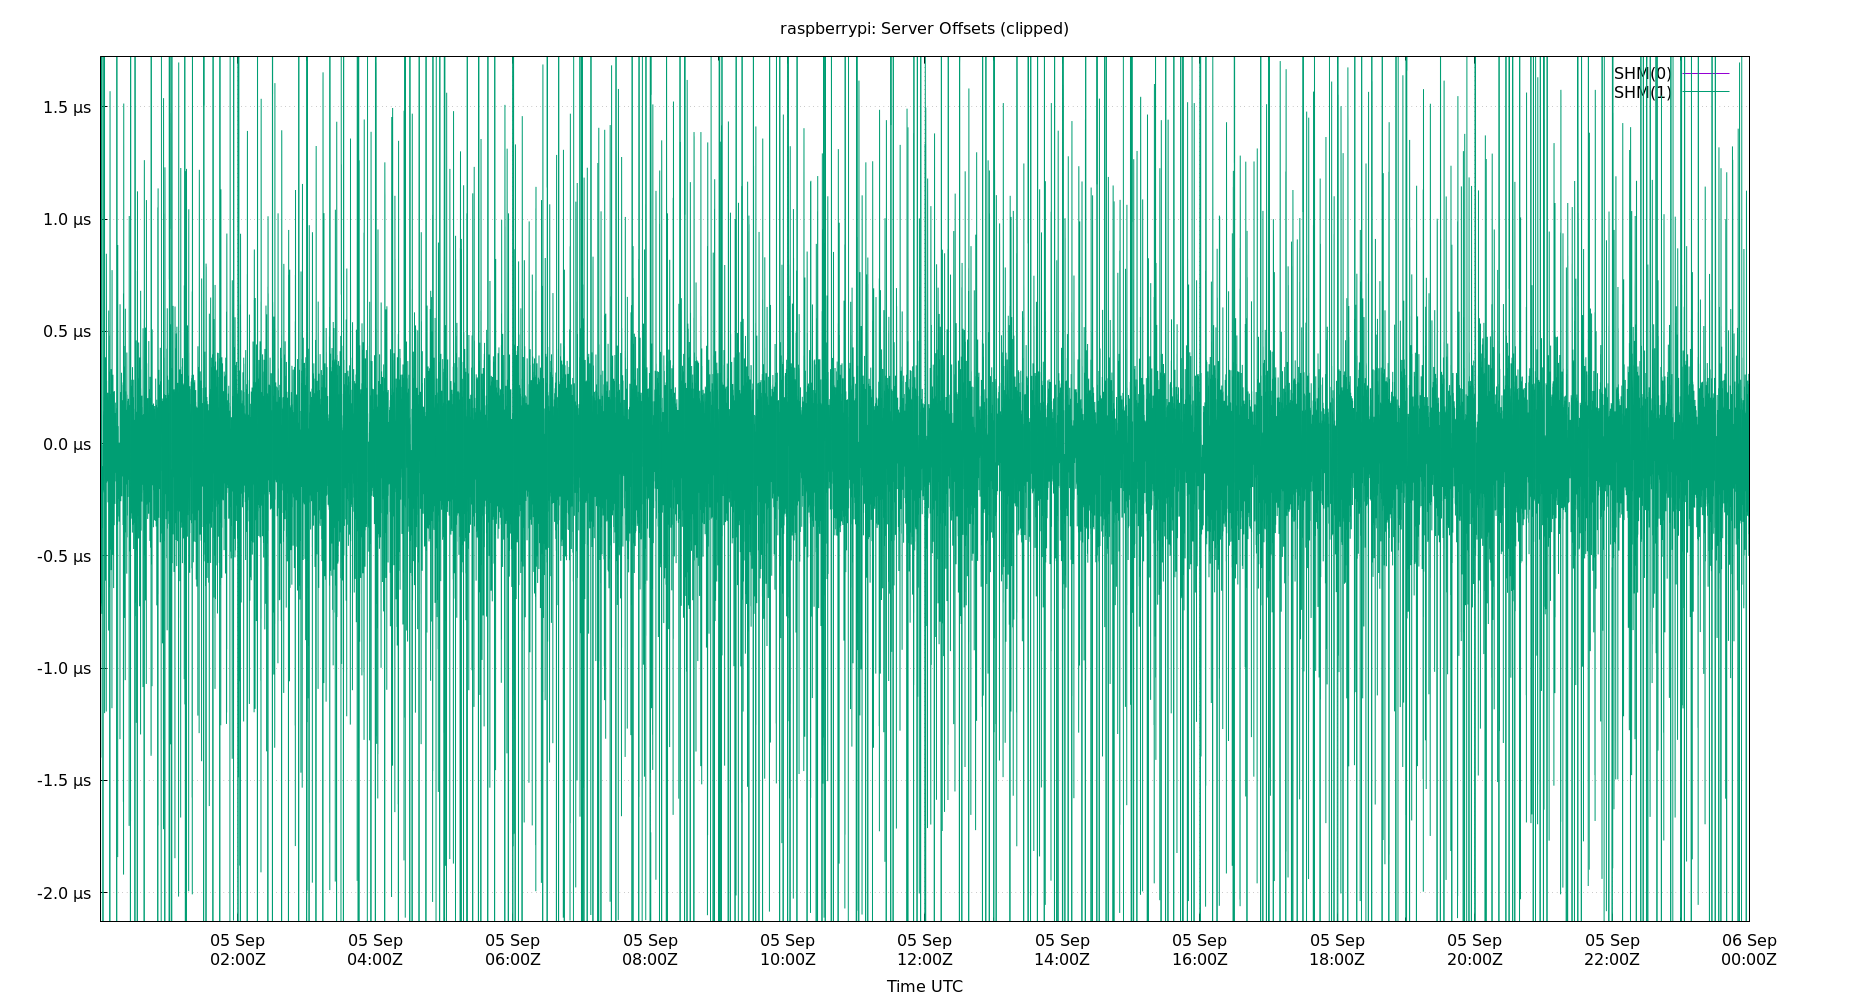 raspberrypi: Server Offsets (clipped)
SHM(0)
SHM(1)
1.5 µs
1.0 µs
0.5 µs
0.0 µs
-0.5 µs
-1.0 µs
-1.5 µs
-2.0 µs
05 Sep 05 Sep 05 Sep 05 Sep 05 Sep 05 Sep 05 Sep 05 Sep 05 Sep 05 Sep 05 Sep 06 Sep
02:00Z 04:00Z 06:00Z 08:00Z 10:00Z 12:00Z 14:00Z 16:00Z 18:00Z 20:00Z 22:00Z 00:00Z
Time UTC